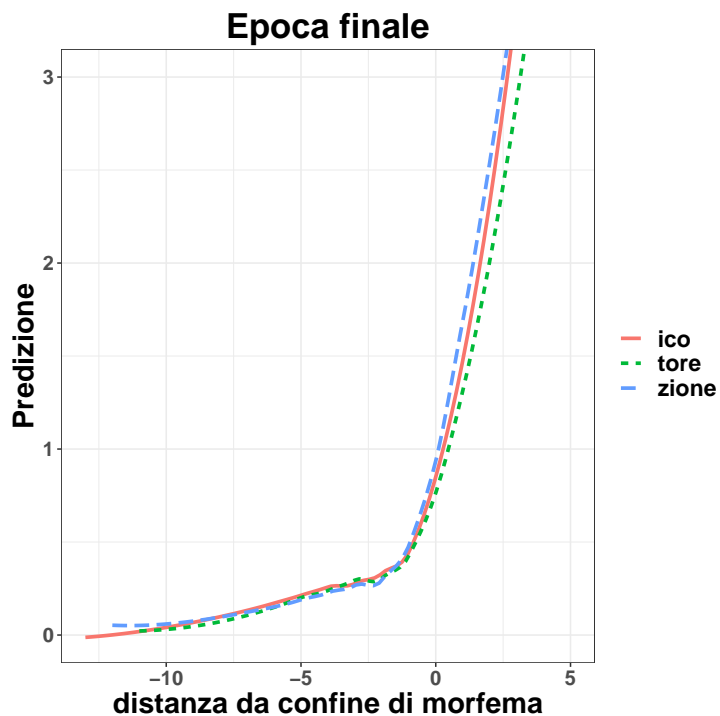 Epoca finale
3
2
1
0
Predizione
−10 −5 0 5
distanza da confine di morfema
ico
tore
zione